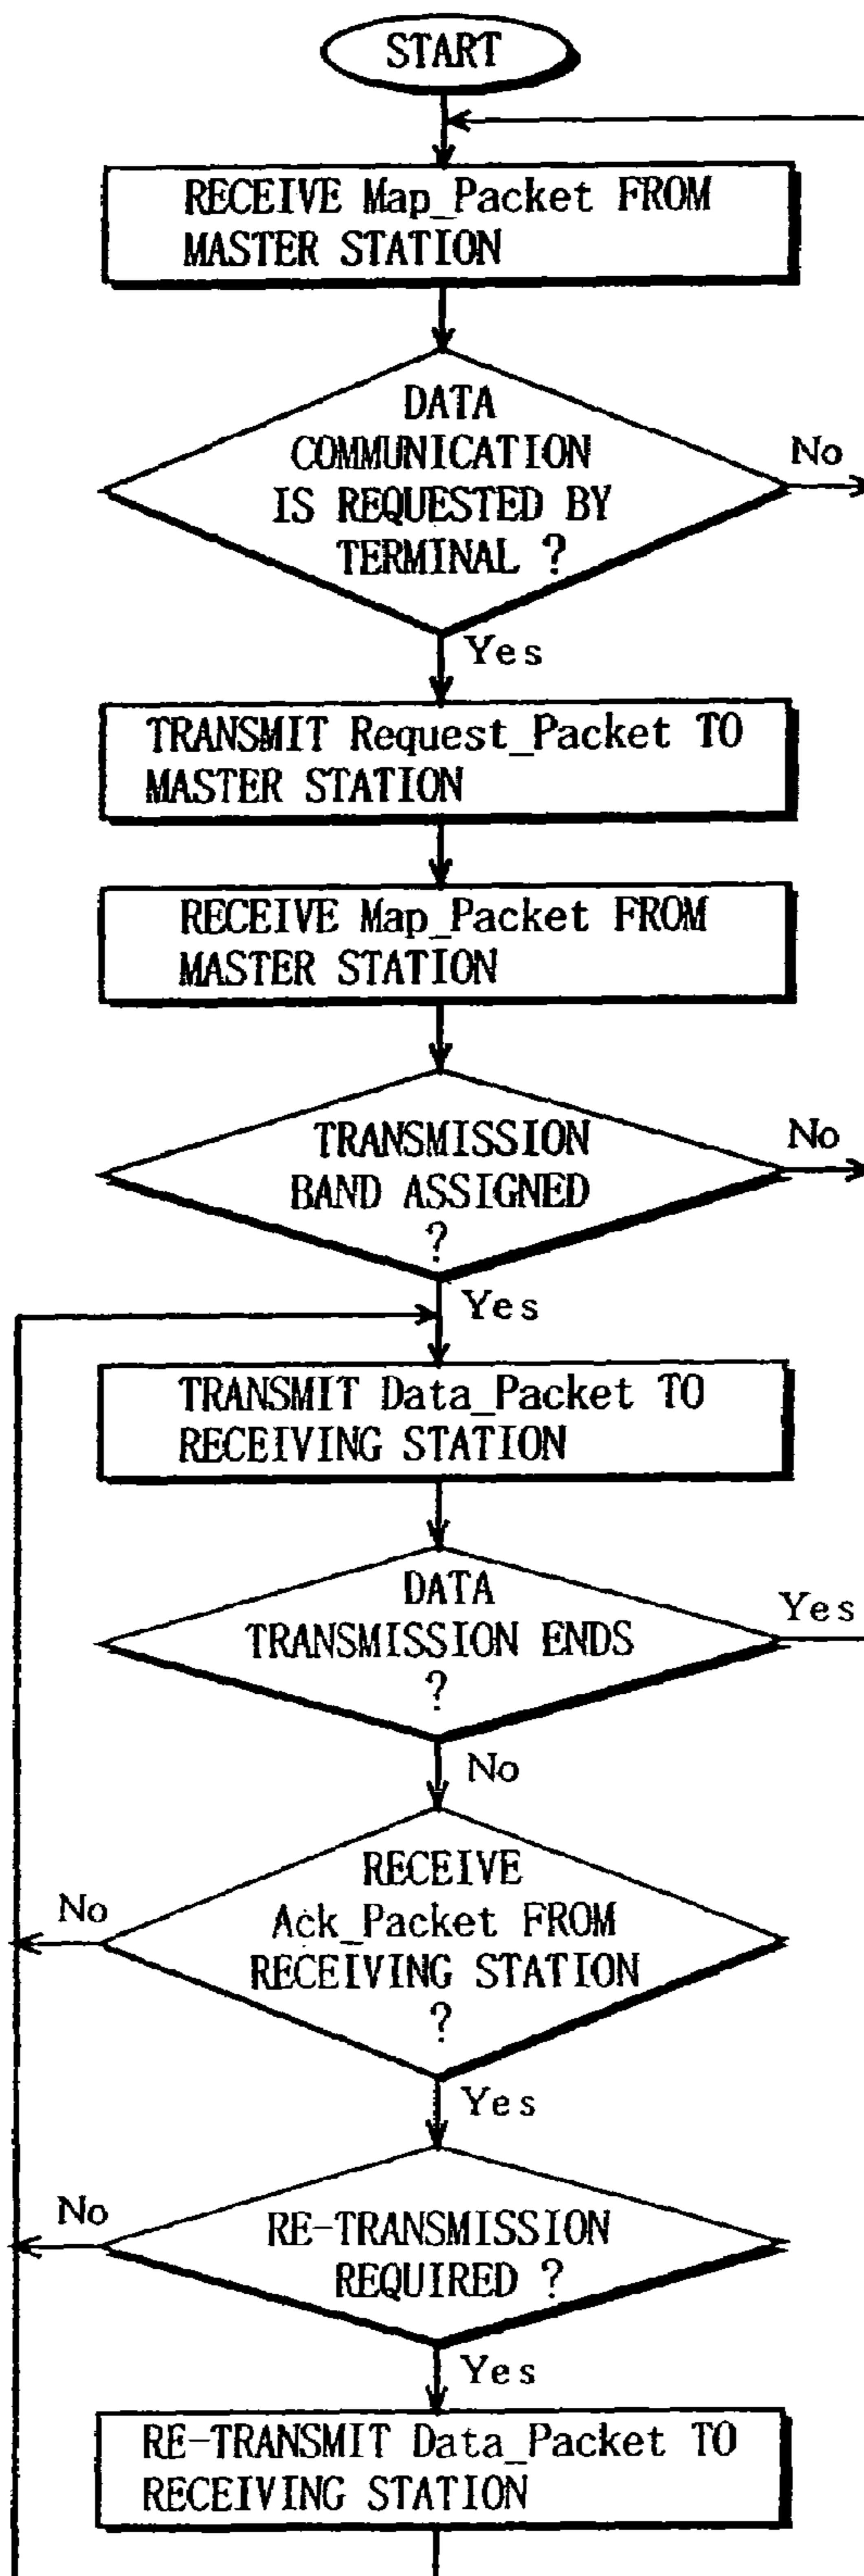 START
RECEIVE Map_Packet FROM
MASTER STATION
DATA
COMMUNICATION
IS REQUESTED BY
TERMINAL ?
No
Yes
TRANSMIT Request_Packet TO
MASTER STATION
RECEIVE Map_Packet FROM
MASTER STATION
TRANSMISSION
BAND ASSIGNED
?
No
Yes
TRANSMIT Data_Packet TO
RECEIVING STATION
DATA
TRANSMISSION ENDS
?
Yes
No
RECEIVE
Ack_Packet FROM
RECEIVING STATION
?
No
Yes
RE-TRANSMISSION
REQUIRED ?
No
Yes
RE-TRANSMIT Data_Packet TO
RECEIVING STATION